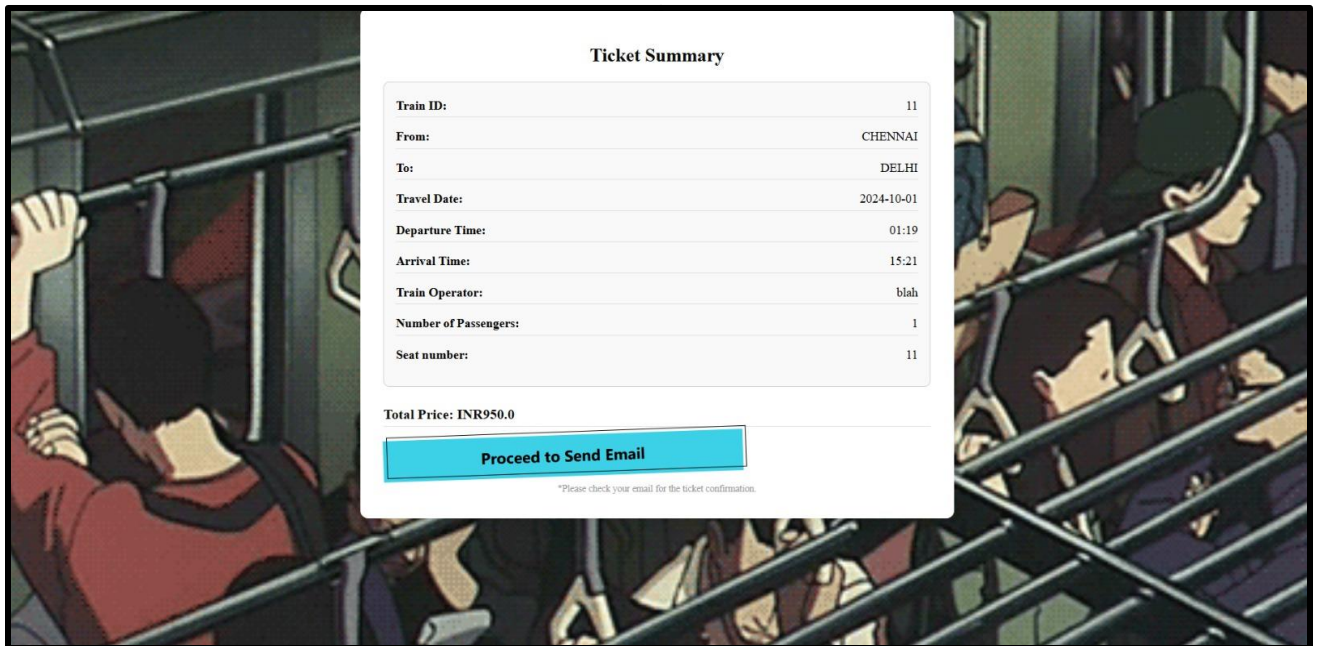 Ticket Summary
Train ID: 11
From: CHENNAI
To: DELHI
Travel Date: 2024-10-01
Departure Time: 01:19
Arrival Time: 15:21
Train Operator: blah
Number of Passengers: 1
Seat number: 11
Total Price: INR950.0
Proceed to Send Email
*Please check your email for the ticket confirmation.